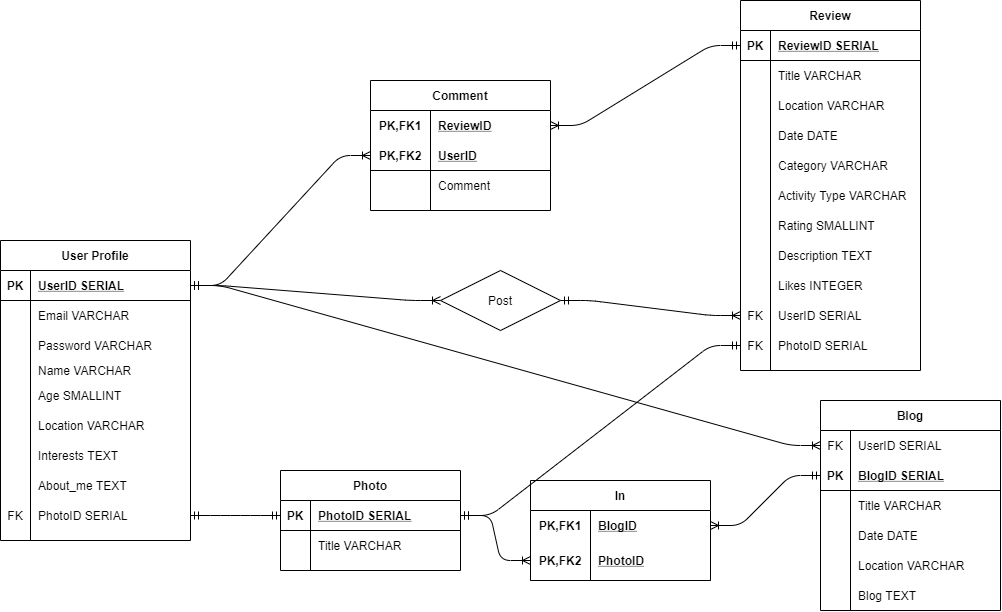 Review
PK ReviewID SERIAL
Title VARCHAR
Location VARCHAR
Date DATE
Category VARCHAR
Activity Type VARCHAR
Rating SMALLINT
Description TEXT
Likes INTEGER
FK UserID SERIAL
FK PhotoID SERIAL
Comment
PK,FK1 ReviewID
PK,FK2 UserID
Comment
User Profile
PK UserID SERIAL
Email VARCHAR
Password VARCHAR
Name VARCHAR
Age SMALLINT
Location VARCHAR
Interests TEXT
About_me TEXT
FK PhotoID SERIAL
Post
Photo
PK PhotoID SERIAL
Title VARCHAR
In
PK,FK1 BlogID
PK,FK2 PhotoID
Blog
FK UserID SERIAL
PK BlogID SERIAL
Title VARCHAR
Date DATE
Location VARCHAR
Blog TEXT